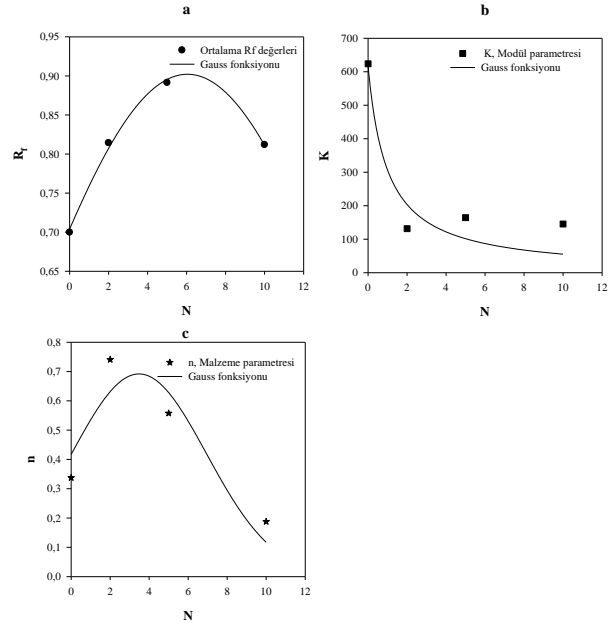 a
0,95
0,90
0,85
0,80
0,75
0,70
0,65
R_f
Ortalama Rf değerleri
Gauss fonksiyonu
0 2 4 6 8 10 12
N
b
700
600
500
400
300
200
100
0
K
K, Modül parametresi
Gauss fonksiyonu
0 2 4 6 8 10 12
N
c
0,8
0,7
0,6
0,5
0,4
0,3
0,2
0,1
0,0
n
n, Malzeme parametresi
Gauss fonksiyonu
0 2 4 6 8 10 12
N